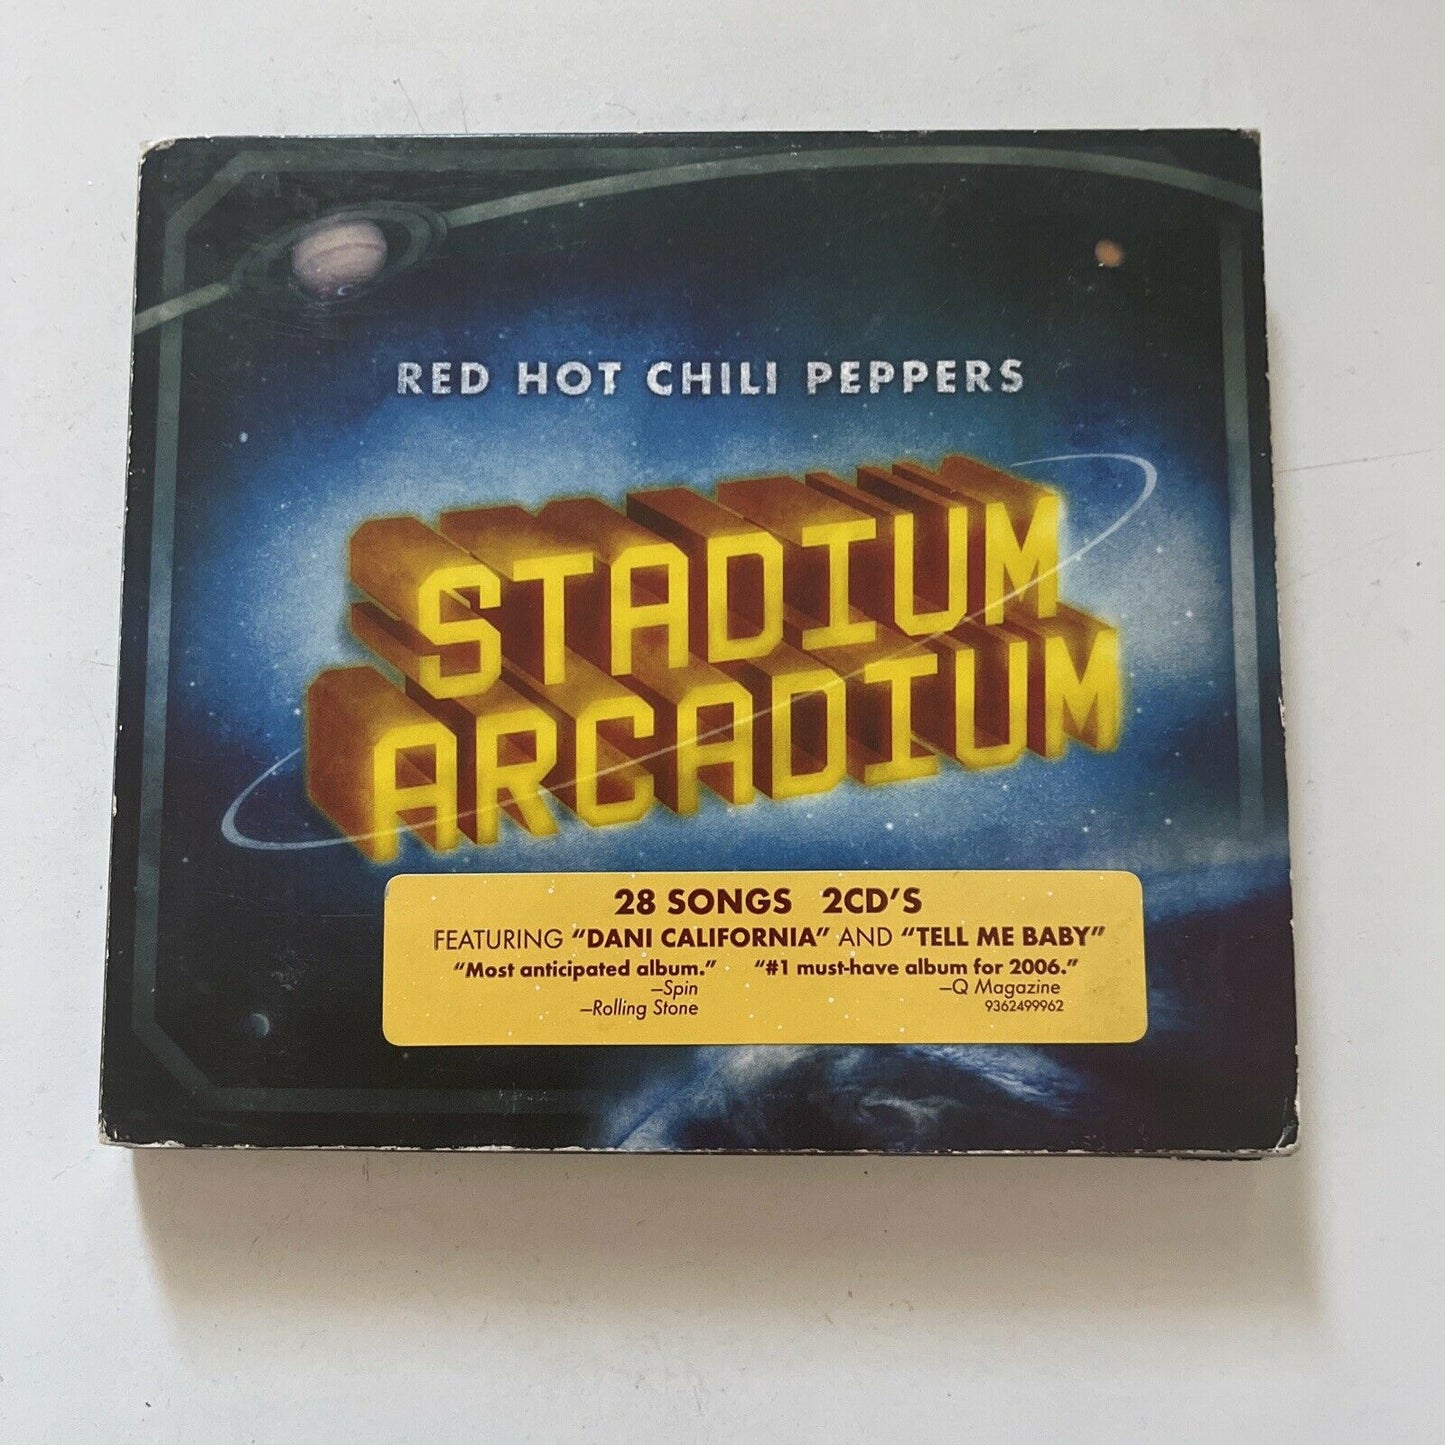 RED HOT CHILI PEPPERS
STADIUM
ARCADIUM
28 SONGS 2CD'S
FEATURING "DANI CALIFORNIA" AND "TELL ME BABY"
"Most anticipated album." "#1 must-have album for 2006."
—Spin —Q Magazine
—Rolling Stone 9362499962